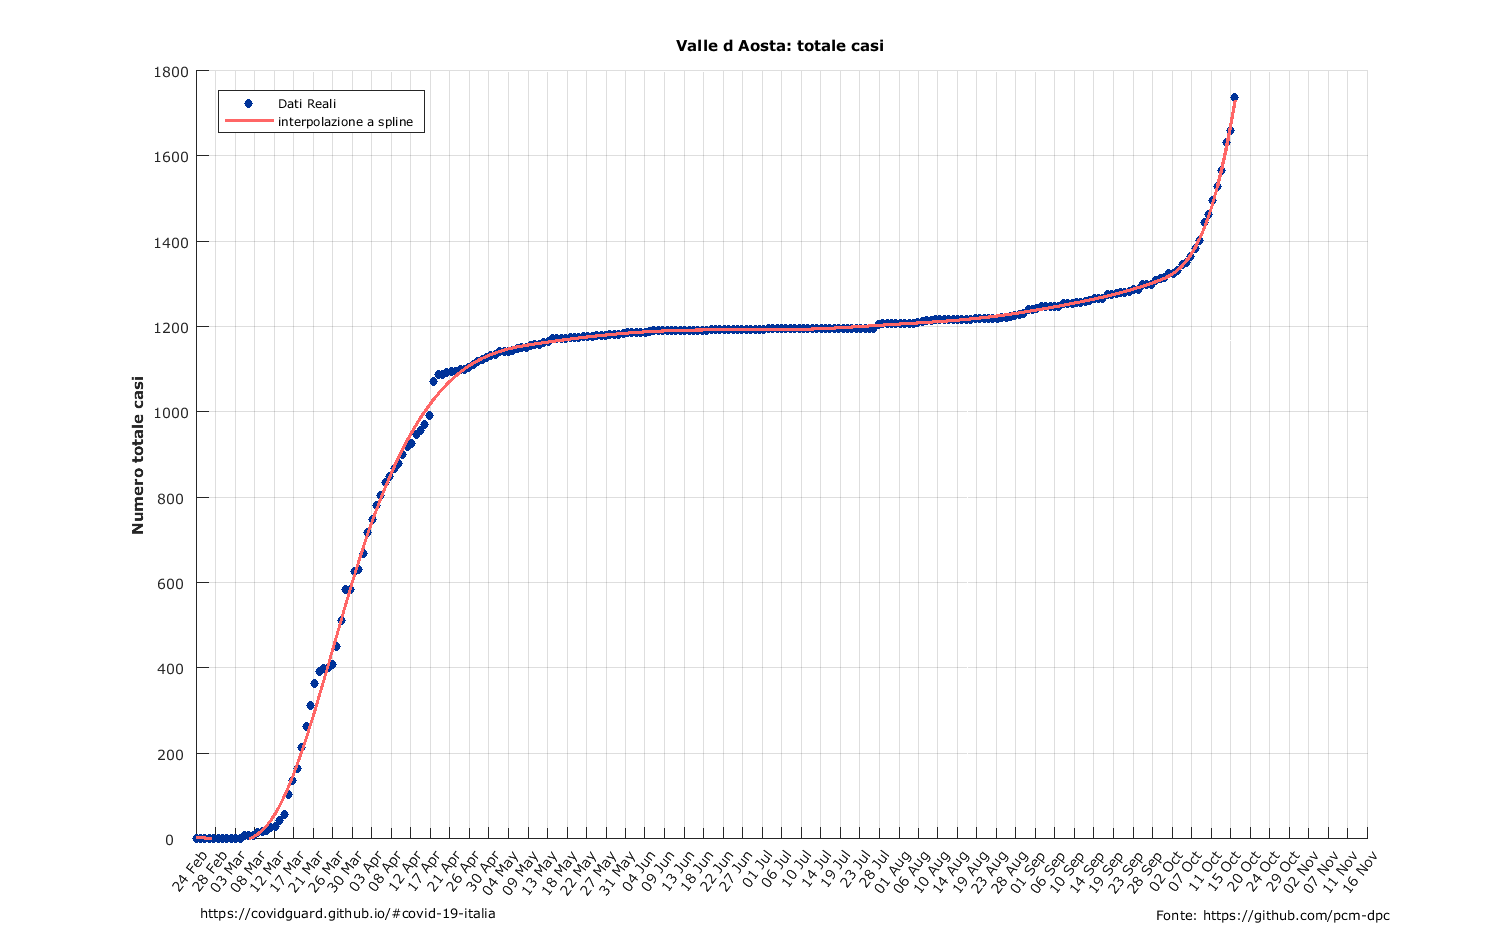 Valle d Aosta: totale casi
1800
1600
1400
1200
1000
800
600
400
200
0
Numero totale casi
Dati Reali
interpolazione a spline
24 Feb
28 Feb
03 Mar
08 Mar
12 Mar
17 Mar
21 Mar
26 Mar
30 Mar
03 Apr
08 Apr
12 Apr
17 Apr
21 Apr
26 Apr
30 Apr
04 May
09 May
13 May
18 May
22 May
27 May
31 May
04 Jun
09 Jun
13 Jun
18 Jun
22 Jun
27 Jun
01 Jul
06 Jul
10 Jul
14 Jul
19 Jul
23 Jul
28 Jul
01 Aug
06 Aug
10 Aug
14 Aug
19 Aug
23 Aug
28 Aug
01 Sep
06 Sep
10 Sep
14 Sep
19 Sep
23 Sep
28 Sep
02 Oct
07 Oct
11 Oct
15 Oct
20 Oct
24 Oct
29 Oct
02 Nov
07 Nov
11 Nov
16 Nov
https://covidguard.github.io/#covid-19-italia
Fonte: https://github.com/pcm-dpc